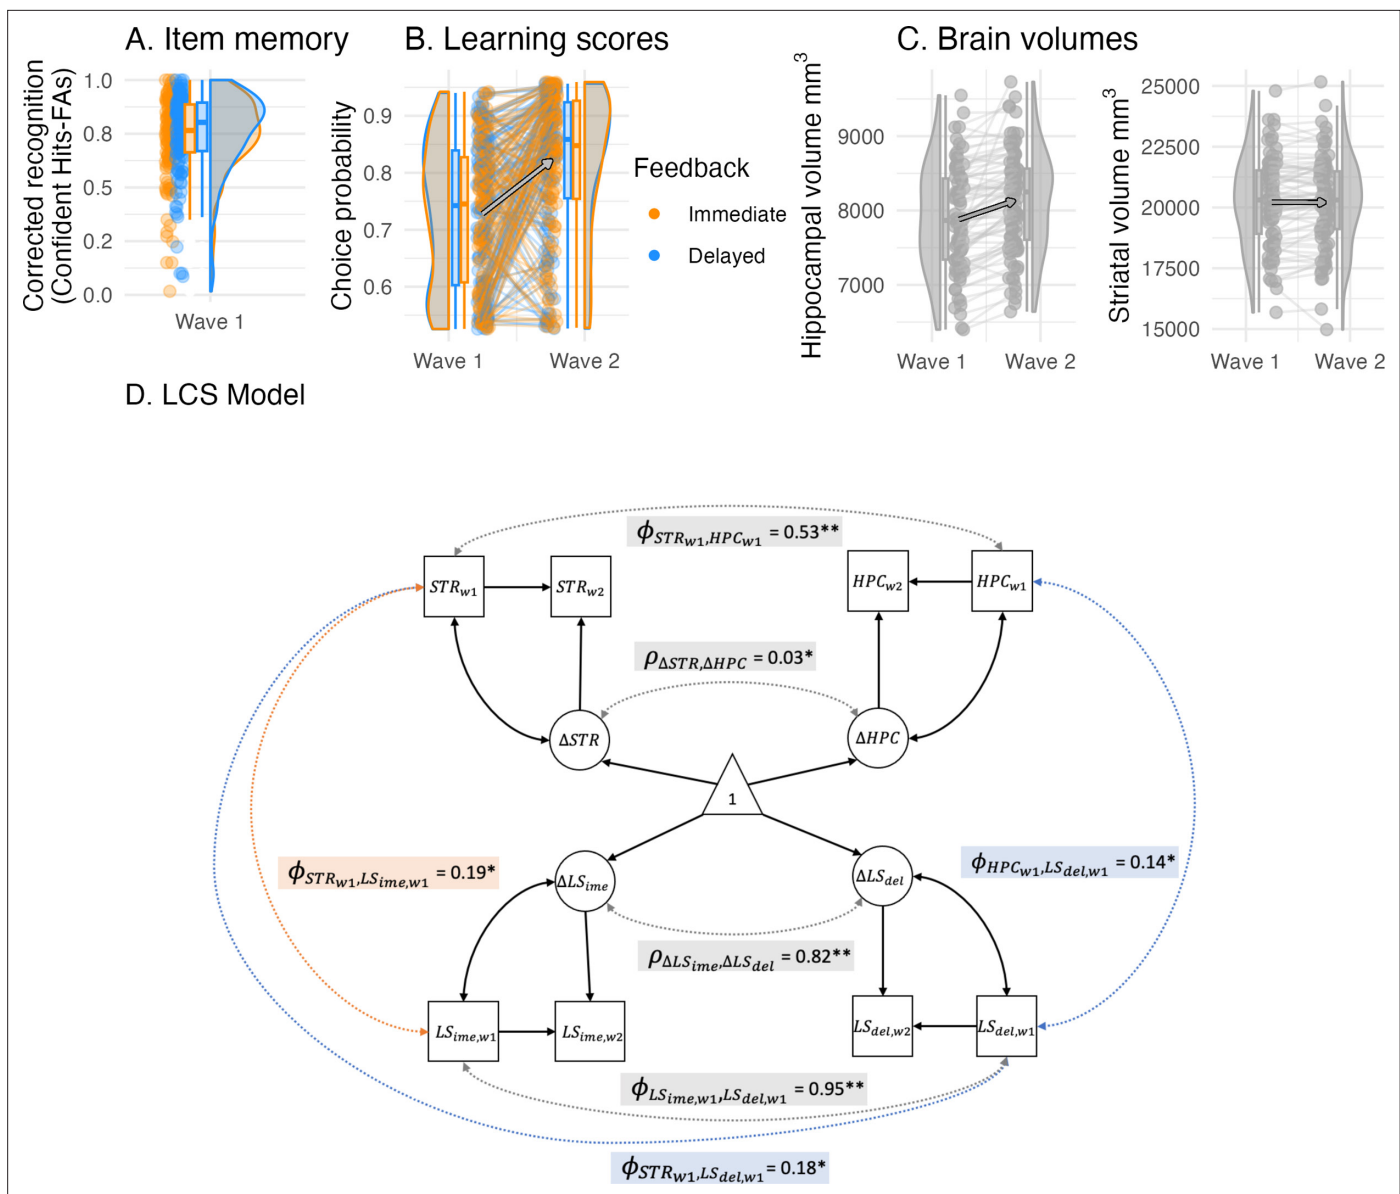 A. Item memory
B. Learning scores
C. Brain volumes
Corrected recognition
(Confident Hits-FAs)
1.0
0.8
0.5
0.2
0.0
Wave 1
Choice probability
0.9
0.8
0.7
0.6
Wave 1
Wave 2
Feedback
Immediate
Delayed
Hippocampal volume mm³
9000
8000
7000
Wave 1
Wave 2
Striatal volume mm³
25000
22500
20000
17500
15000
Wave 1
Wave 2
D. LCS Model
ϕSTRw1,HPCw1 = 0.53**
STRw1
STRw2
HPCw2
HPCw1
ρΔSTR,ΔHPC = 0.03*
ΔSTR
ΔHPC
1
ϕSTRw1,LSime,w1 = 0.19*
ΔLSime
ΔLSdel
ϕHPCw1,LSdel,w1 = 0.14*
ρΔLSime,ΔLSdel = 0.82**
LSime,w1
LSime,w2
LSdel,w2
LSdel,w1
ϕLSime,w1,LSdel,w1 = 0.95**
ϕSTRw1,LSdel,w1 = 0.18*